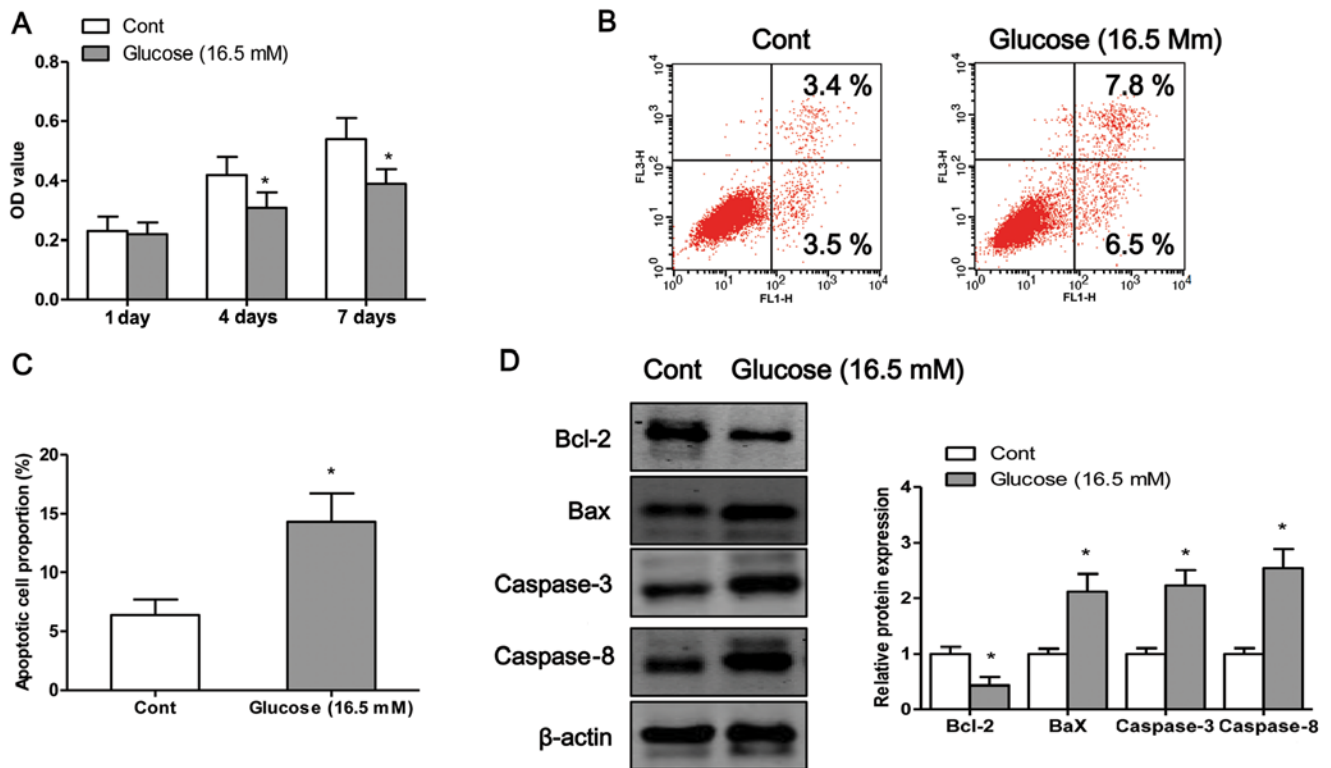 A
Cont
Glucose (16.5 mM)
OD value
0.8
0.6
0.4
0.2
0.0
*
*
1 day
4 days
7 days
B
Cont
Glucose (16.5 Mm)
3.4 %
3.5 %
FL3-H
10⁴
10³
10²
10¹
10⁰
10⁰
10¹
10²
10³
10⁴
FL1-H
7.8 %
6.5 %
FL3-H
10⁴
10³
10²
10¹
10⁰
10⁰
10¹
10²
10³
10⁴
FL1-H
C
Apoptotic cell proportion (%)
20
15
10
5
0
*
Cont
Glucose (16.5 mM)
D
Cont
Glucose (16.5 mM)
Bcl-2
Bax
Caspase-3
Caspase-8
β-actin
Cont
Glucose (16.5 mM)
Relative protein expression
4
3
2
1
0
*
*
*
*
Bcl-2
BaX
Caspase-3
Caspase-8